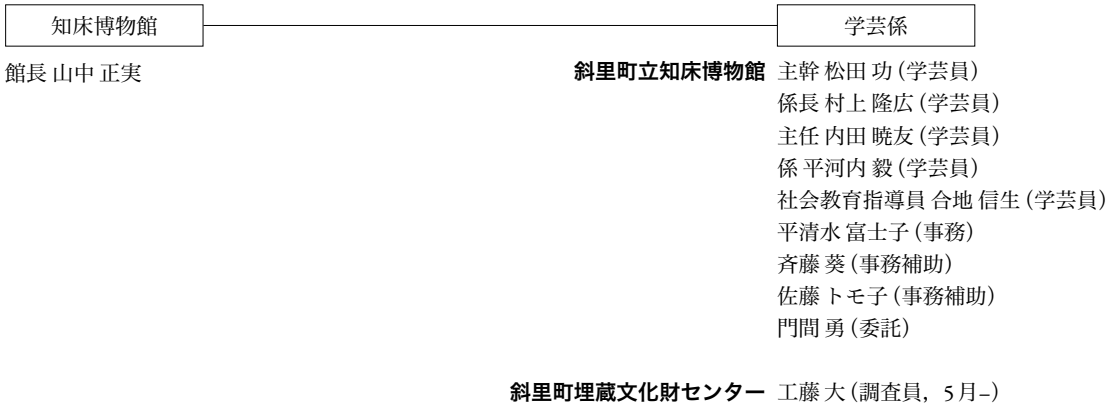 知床博物館 学芸係
館長 山中 正実 斜里町立知床博物館 主幹 松田 功 (学芸員)
係長 村上 隆広 (学芸員)
主任 内田 暁友 (学芸員)
係 平河内 毅 (学芸員)
社会教育指導員 合地 信生 (学芸員)
平清水 富士子 (事務)
斉藤 葵 (事務補助)
佐藤 トモ子 (事務補助)
門間 勇 (委託)
斜里町埋蔵文化財センター 工藤 大 (調査員，5月–)